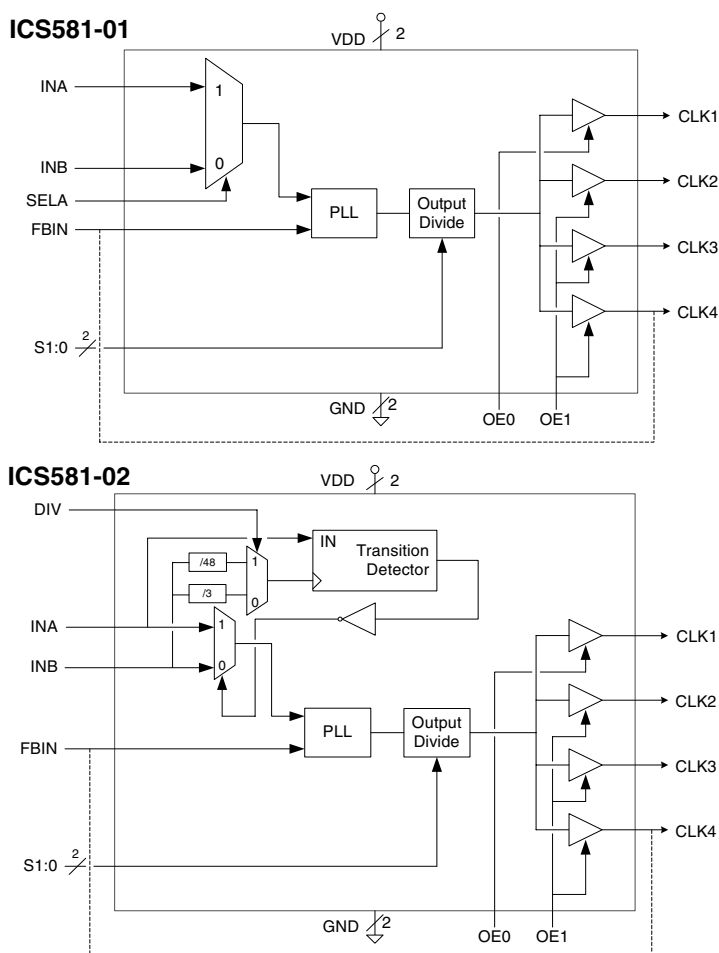 ICS581-01
VDD 2
INA 1
CLK1
INB 0
CLK2
SELA
PLL
Output
Divide
FBIN
CLK3
CLK4
S1:0 2
GND 2
OE0 OE1
ICS581-02
VDD 2
DIV
IN
Transition
Detector
/48 1
/3 0
INA 1
CLK1
INB 0
CLK2
PLL
Output
Divide
FBIN
CLK3
CLK4
S1:0 2
GND 2
OE0 OE1